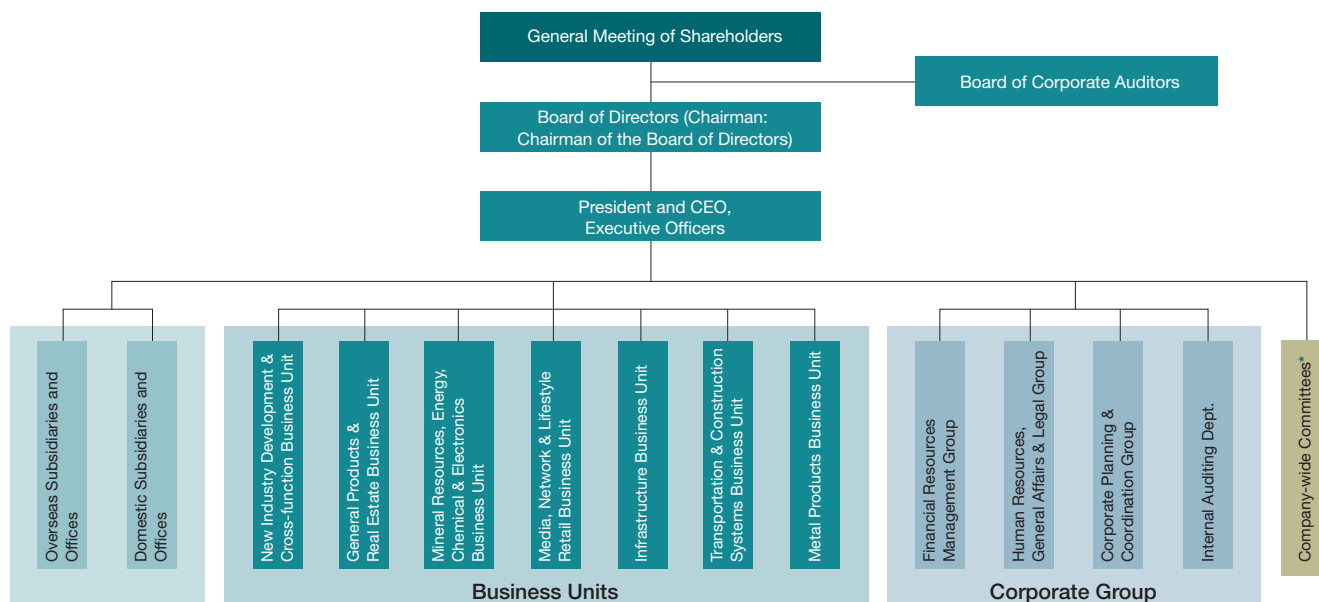 General Meeting of Shareholders
Board of Corporate Auditors
Board of Directors (Chairman:
Chairman of the Board of Directors)
President and CEO,
Executive Officers
Overseas Subsidiaries and
Offices
Domestic Subsidiaries and
Offices
New Industry Development &
Cross-function Business Unit
General Products &
Real Estate Business Unit
Mineral Resources, Energy,
Chemical & Electronics
Business Unit
Media, Network & Lifestyle
Retail Business Unit
Infrastructure Business Unit
Transportation & Construction
Systems Business Unit
Metal Products Business Unit
Financial Resources
Management Group
Human Resources,
General Affairs & Legal Group
Corporate Planning &
Coordination Group
Internal Auditing Dept.
Company-wide Committees*
Business Units
Corporate Group